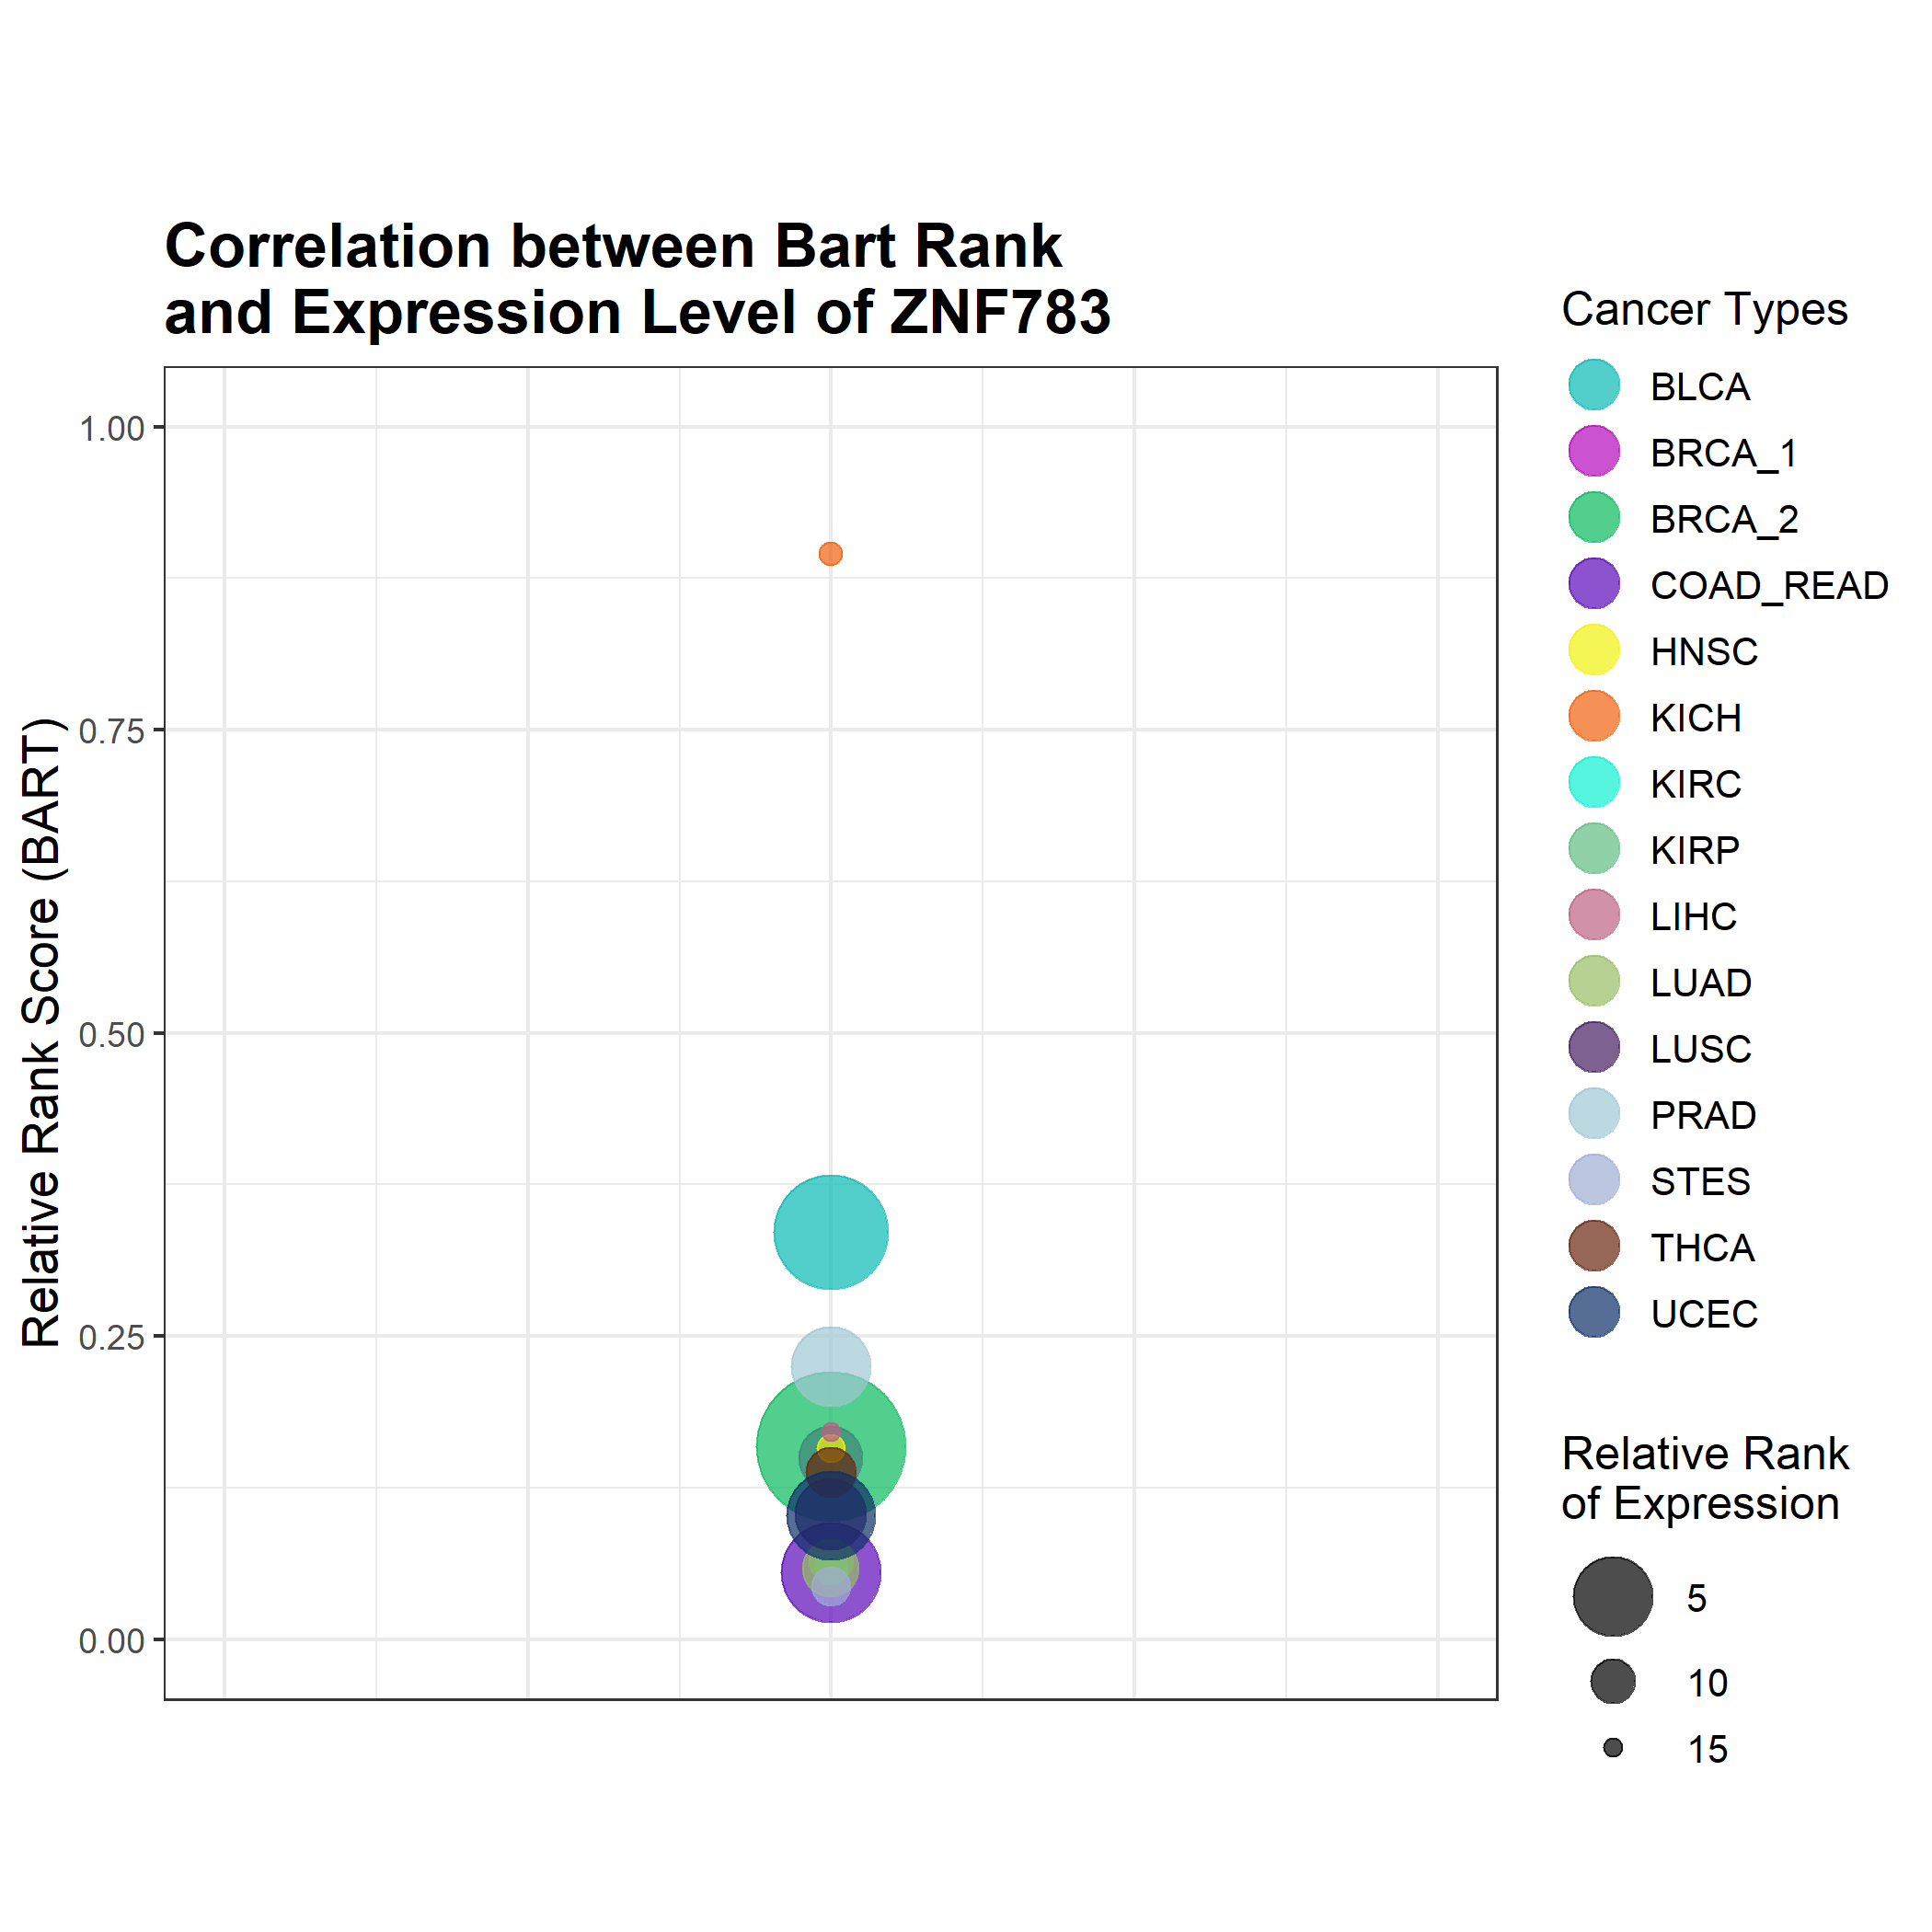 Correlation between Bart Rank
and Expression Level of ZNF783
Relative Rank Score (BART)
1.00
0.75
0.50
0.25
0.00
Cancer Types
BLCA
BRCA_1
BRCA_2
COAD_READ
HNSC
KICH
KIRC
KIRP
LIHC
LUAD
LUSC
PRAD
STES
THCA
UCEC
Relative Rank
of Expression
5
10
15